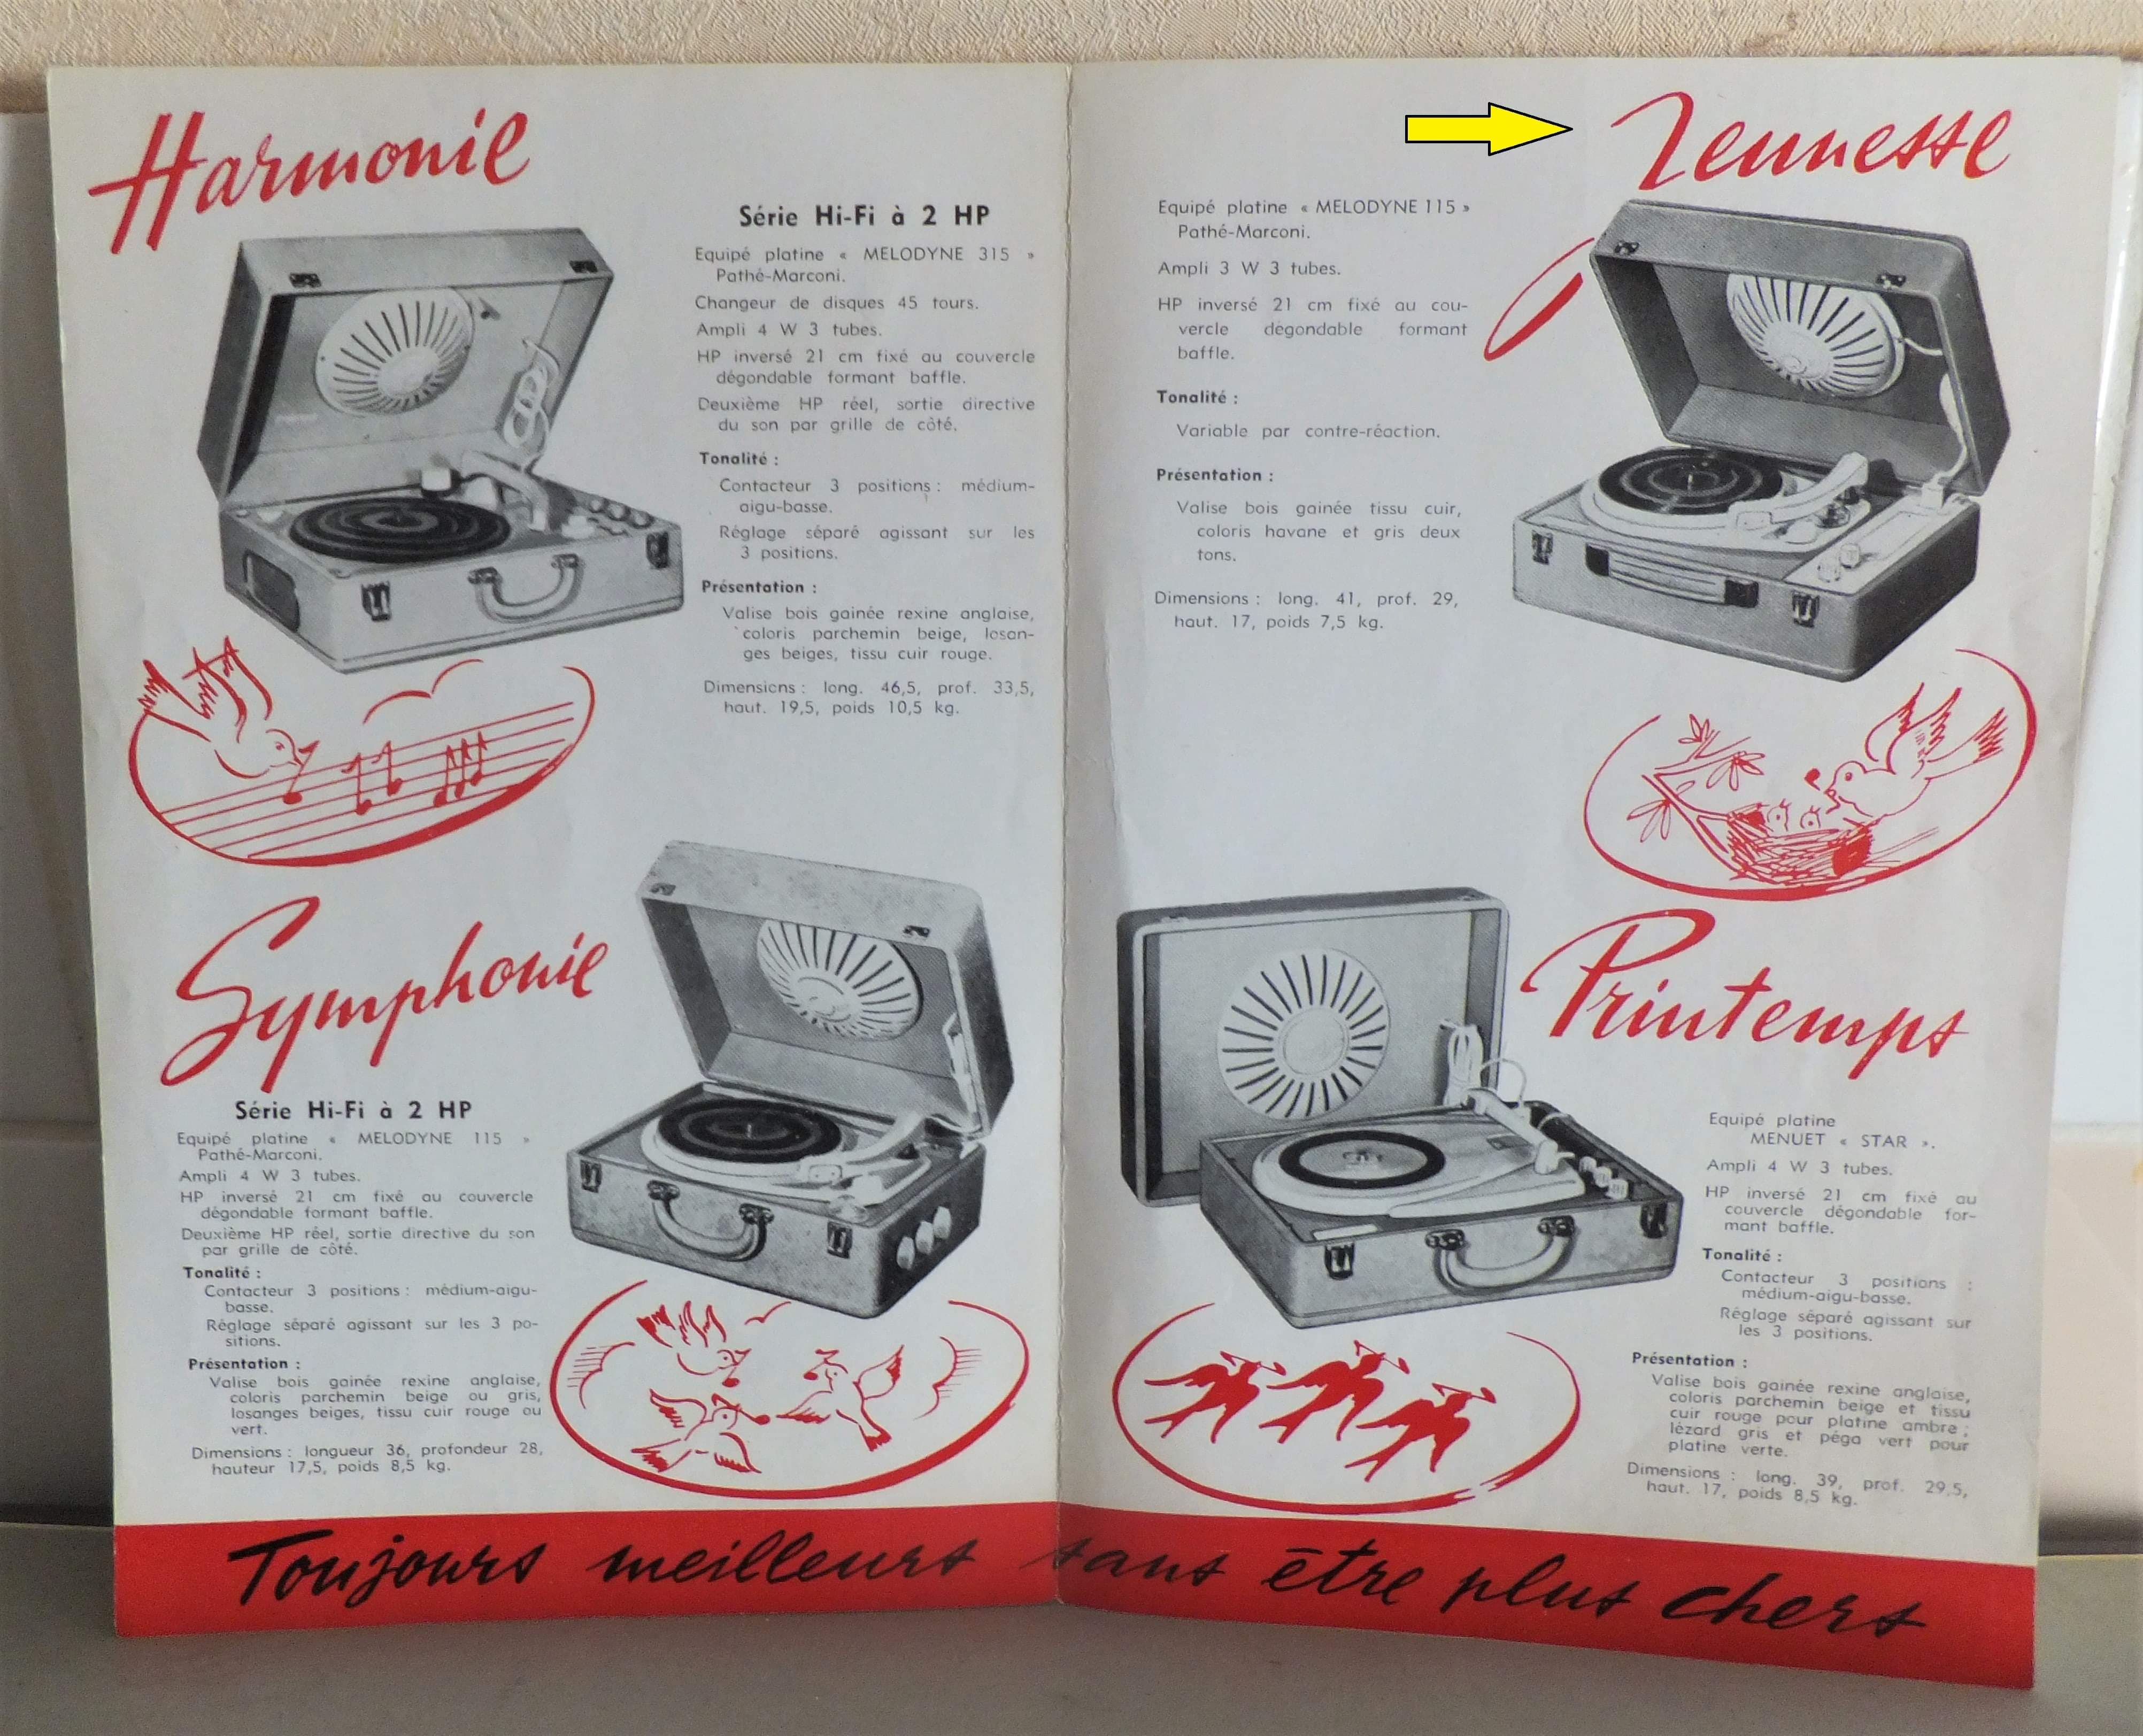 Harmonie
Série Hi-Fi à 2 HP
Equipé platine « MELODYNE 315 »
Pathé-Marconi.
Changeur de disques 45 tours.
Ampli 4 W 3 tubes.
HP inversé 21 cm fixé au couvercle
dégondable formant baffle.
Deuxième HP réel, sortie directive
du son par grille de côté.
Tonalité :
Contacteur 3 positions : médium-
aigu-basse.
Réglage séparé agissant sur les
3 positions.
Présentation :
Valise bois gainée rexine anglaise,
coloris parchemin beige, losan-
ges beiges, tissu cuir rouge.
Dimensions : long. 46,5, prof. 33,5,
haut. 19,5, poids 10,5 kg.
Symphonie
Série Hi-Fi à 2 HP
Equipé platine « MELODYNE 115 »
Pathé-Marconi.
Ampli 4 W 3 tubes.
HP inversé 21 cm fixé au couvercle
dégondable formant baffle.
Deuxième HP réel, sortie directive du son
par grille de côté.
Tonalité :
Contacteur 3 positions : médium-aigu-
basse.
Réglage séparé agissant sur les 3 po-
sitions.
Présentation :
Valise bois gainée rexine anglaise,
coloris parchemin beige ou gris,
losanges beiges, tissu cuir rouge ou
vert.
Dimensions : longueur 36, profondeur 28,
hauteur 17,5, poids 8,5 kg.
Jeunesse
Equipé platine « MELODYNE 115 »
Pathé-Marconi.
Ampli 3 W 3 tubes.
HP inversé 21 cm fixé au cou-
vercle dégondable formant
baffle.
Tonalité :
Variable par contre-réaction.
Présentation :
Valise bois gainée tissu cuir,
coloris havane et gris deux
tons.
Dimensions : long. 41, prof. 29,
haut. 17, poids 7,5 kg.
Printemps
Equipé platine
MENUET « STAR ».
Ampli 4 W 3 tubes.
HP inversé 21 cm fixé au
couvercle dégondable for-
mant baffle.
Tonalité :
Contacteur 3 positions :
médium-aigu-basse.
Réglage séparé agissant sur
les 3 positions.
Présentation :
Valise bois gainée rexine anglaise,
coloris parchemin beige et tissu
cuir rouge pour platine ambre ;
lézard gris et péga vert pour
platine verte.
Dimensions : long. 39, prof. 29,5,
haut. 17, poids 8,5 kg.
Toujours meilleurs sans être plus chers